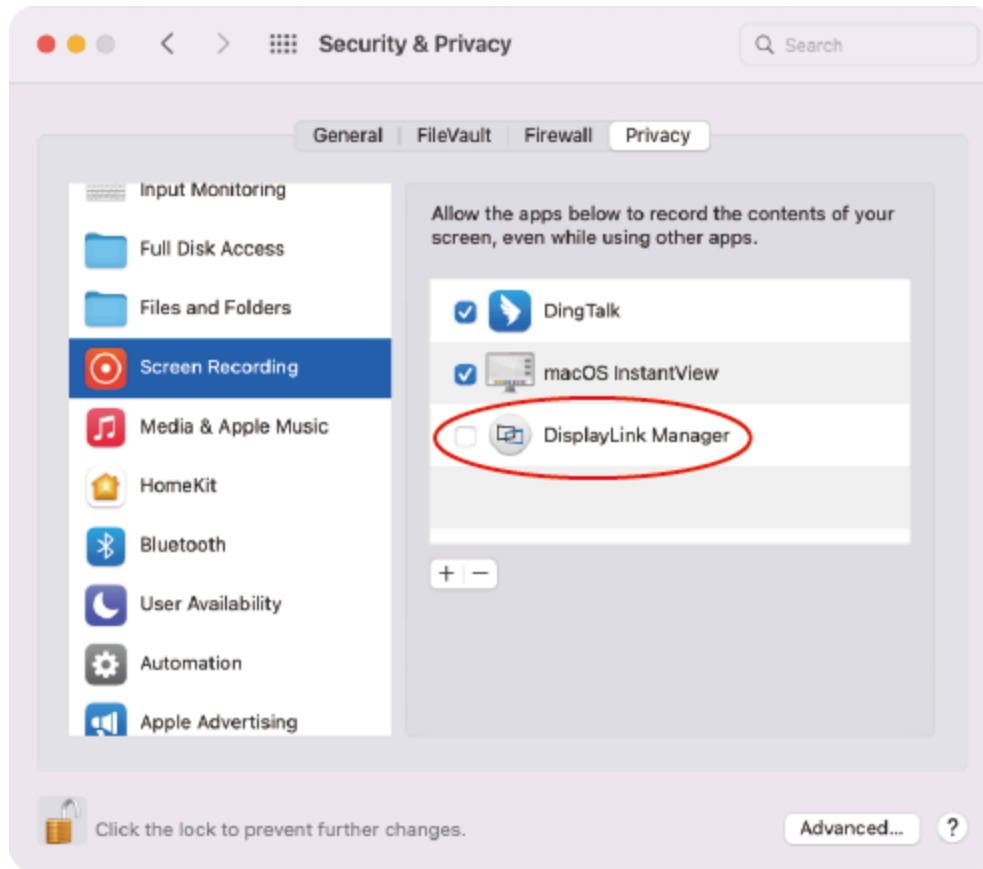 Security & Privacy
Search
General
FileVault
Firewall
Privacy
Input Monitoring
Full Disk Access
Files and Folders
Screen Recording
Media & Apple Music
HomeKit
Bluetooth
User Availability
Automation
Apple Advertising
Allow the apps below to record the contents of your
screen, even while using other apps.
DingTalk
macOS InstantView
DisplayLink Manager
+ −
Click the lock to prevent further changes.
Advanced...
?